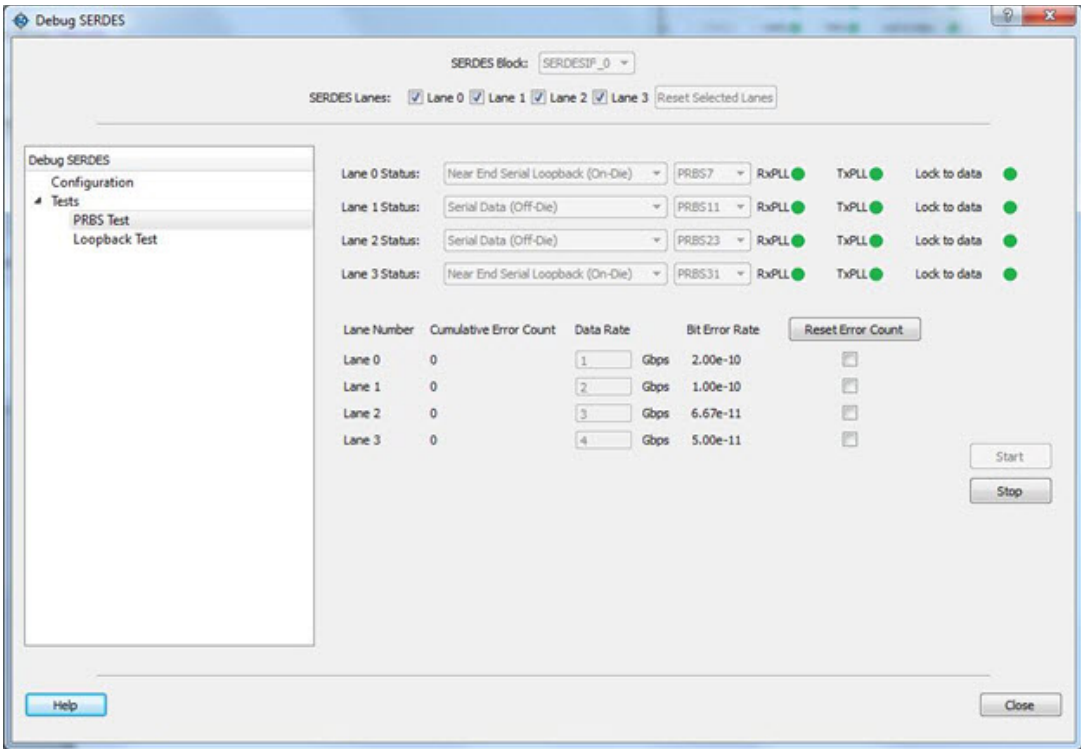 Debug SERDES
?
SERDES Block: SERDESIF_0
SERDES Lanes: Lane 0 Lane 1 Lane 2 Lane 3 Reset Selected Lanes
Debug SERDES
Configuration
Tests
PRBS Test
Loopback Test
Lane 0 Status: Near End Serial Loopback (On-Die) PRBS7 RxPLL TxPLL Lock to data
Lane 1 Status: Serial Data (Off-Die) PRBS11 RxPLL TxPLL Lock to data
Lane 2 Status: Serial Data (Off-Die) PRBS23 RxPLL TxPLL Lock to data
Lane 3 Status: Near End Serial Loopback (On-Die) PRBS31 RxPLL TxPLL Lock to data
Lane Number Cumulative Error Count Data Rate Bit Error Rate Reset Error Count
Lane 0 0 1 Gbps 2.00e-10
Lane 1 0 2 Gbps 1.00e-10
Lane 2 0 3 Gbps 6.67e-11
Lane 3 0 4 Gbps 5.00e-11
Start
Stop
Help
Close